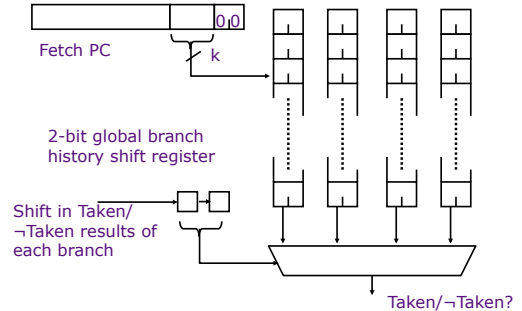 0 0
Fetch PC
k
2-bit global branch
history shift register
Shift in Taken/
¬Taken results of
each branch
Taken/¬Taken?